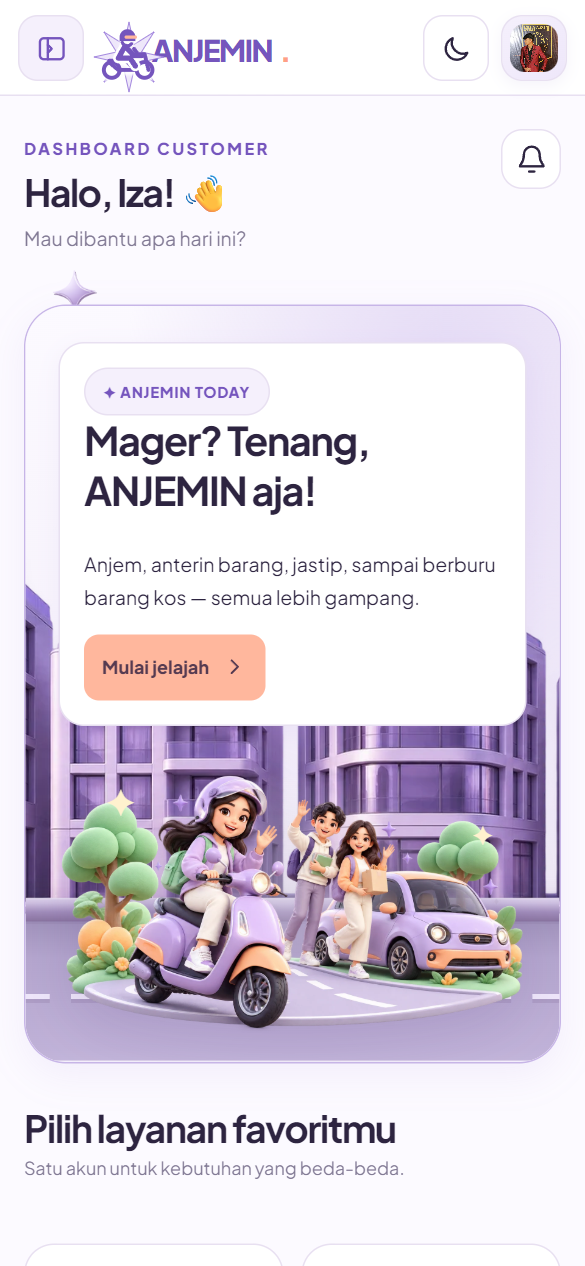 ANJEMIN .
DASHBOARD CUSTOMER
Halo, Iza! 👋
Mau dibantu apa hari ini?
✦ ANJEMIN TODAY
Mager? Tenang,
ANJEMIN aja!
Anjem, anterin barang, jastip, sampai berburu
barang kos — semua lebih gampang.
Mulai jelajah
Pilih layanan favoritmu
Satu akun untuk kebutuhan yang beda-beda.